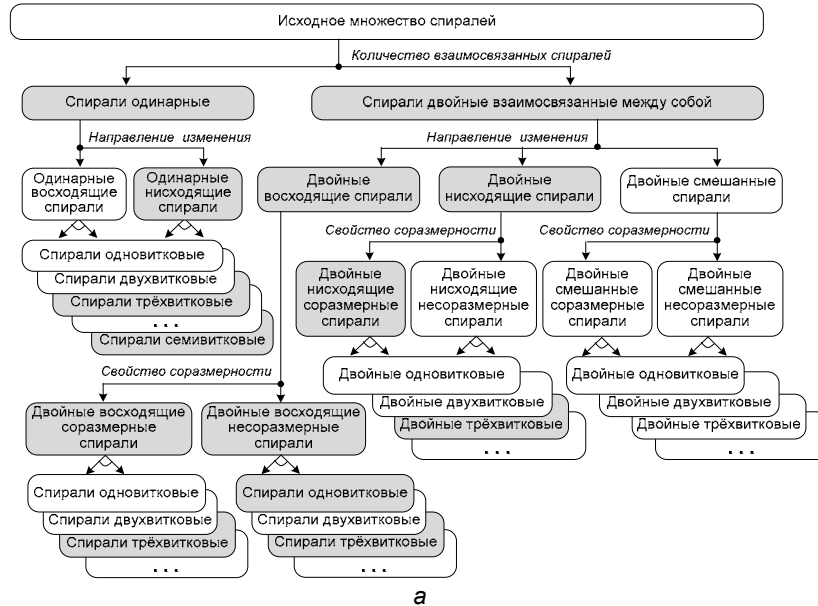 Исходное множество спиралей
Количество взаимосвязанных спиралей
Спирали одинарные
Спирали двойные взаимосвязанные между собой
Направление изменения
Направление изменения
Одинарные
восходящие
спирали
Одинарные
нисходящие
спирали
Двойные
восходящие спирали
Двойные
нисходящие спирали
Двойные смешанные
спирали
Спирали одновитковые
Спирали двухвитковые
Спирали трёхвитковые
. . .
Спирали семивитковые
Свойство соразмерности
Свойство соразмерности
Двойные
нисходящие
соразмерные
спирали
Двойные
нисходящие
несоразмерные
спирали
Двойные
смешанные
соразмерные
спирали
Двойные
смешанные
несоразмерные
спирали
Двойные одновитковые
Двойные двухвитковые
Двойные трёхвитковые
. . .
Двойные одновитковые
Двойные двухвитковые
Двойные трёхвитковые
. . .
Свойство соразмерности
Двойные восходящие
соразмерные
спирали
Двойные восходящие
несоразмерные
спирали
Спирали одновитковые
Спирали двухвитковые
Спирали трёхвитковые
. . .
Спирали одновитковые
Спирали двухвитковые
Спирали трёхвитковые
. . .
а